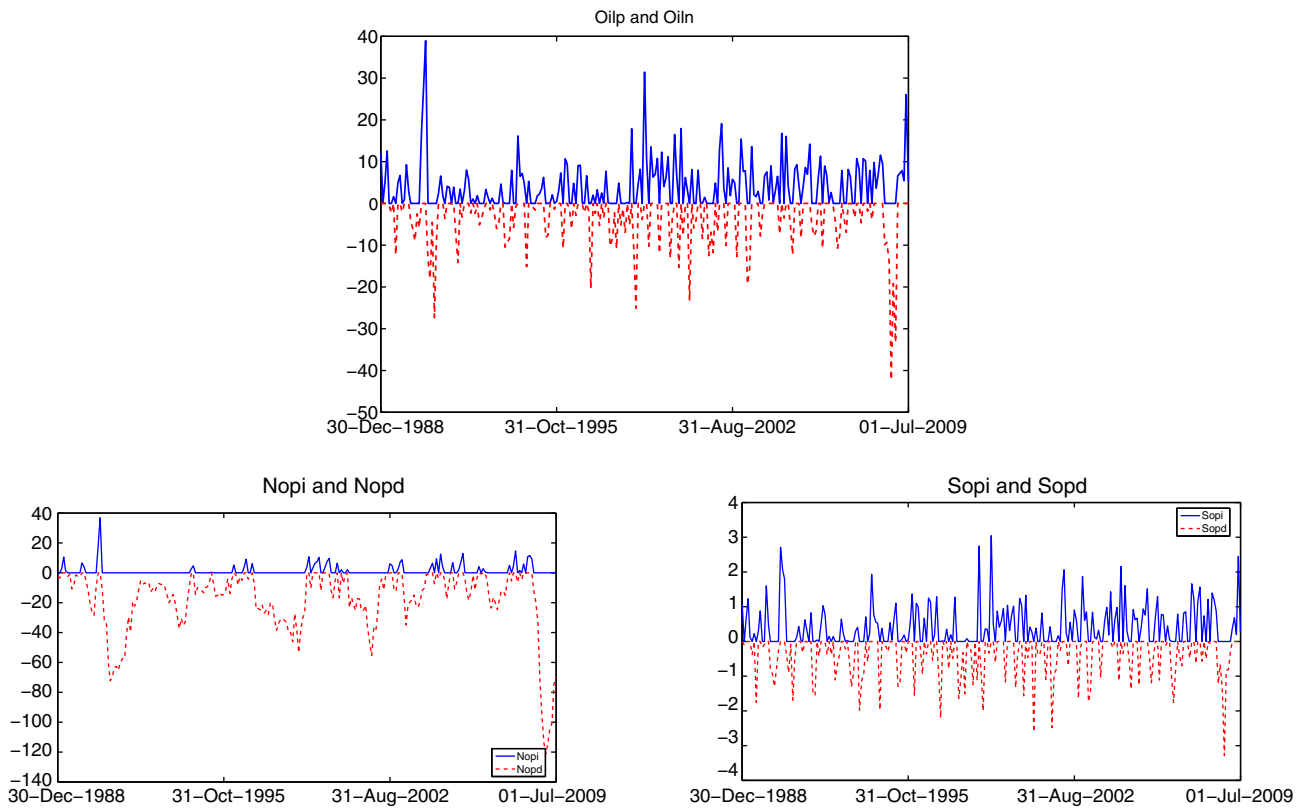 Oilp and Oiln
40
30
20
10
0
−10
−20
−30
−40
−50
30−Dec−1988 31−Oct−1995 31−Aug−2002 01−Jul−2009
Nopi and Nopd
40
20
0
−20
−40
−60
−80
−100
−120
−140
Nopi
Nopd
30−Dec−1988 31−Oct−1995 31−Aug−2002 01−Jul−2009
Sopi and Sopd
4
3
2
1
0
−1
−2
−3
−4
Sopi
Sopd
30−Dec−1988 31−Oct−1995 31−Aug−2002 01−Jul−2009